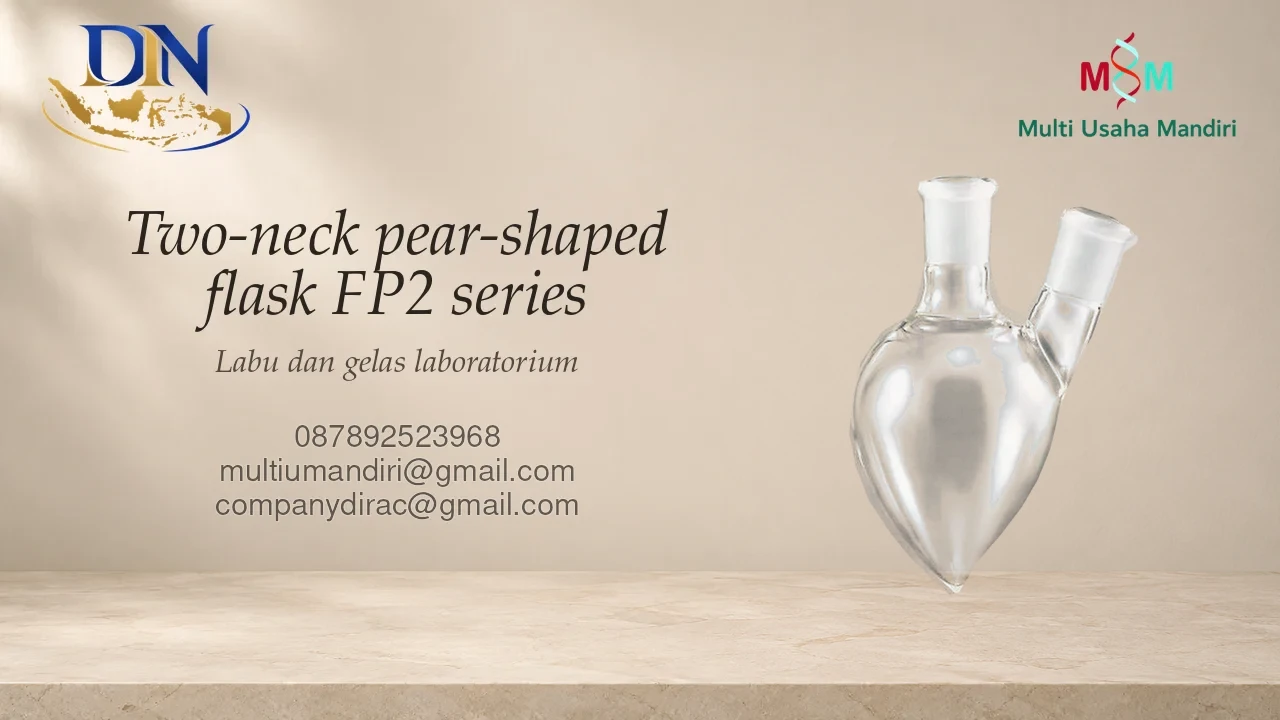 DN
MSM
Multi Usaha Mandiri
Two-neck pear-shaped
flask FP2 series
Labu dan gelas laboratorium
087892523968
multiumandiri@gmail.com
companydirac@gmail.com